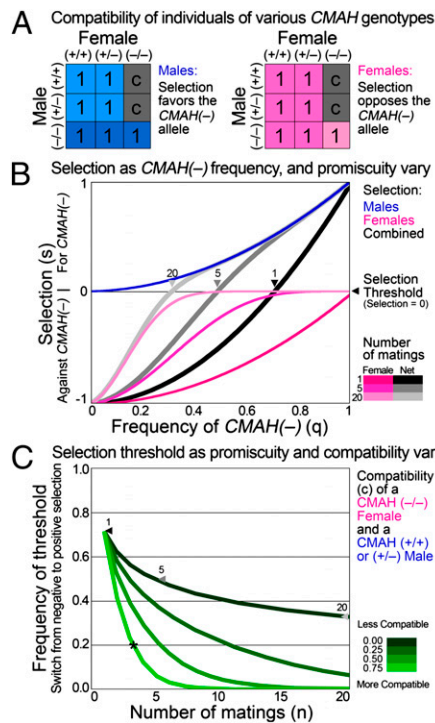 A Compatibility of individuals of various CMAH genotypes
Female
(+/+) (+/–) (–/–)
Male
(+/+) 1 1 c
(+/–) 1 1 c
(–/–) 1 1 1
Males:
Selection
favors the
CMAH(–)
allele
Female
(+/+) (+/–) (–/–)
Male
(+/+) 1 1 c
(+/–) 1 1 c
(–/–) 1 1 1
Females:
Selection
opposes the
CMAH(–)
allele
B Selection as CMAH(–) frequency, and promiscuity vary
Selection (s)
Against CMAH(–) | For CMAH(–)
1
0
-1
20
5
1
0 0.2 0.4 0.6 0.8 1
Frequency of CMAH(–) (q)
Selection:
Males
Females
Combined
Selection
Threshold
(Selection = 0)
Number
of matings
Female Net
1
5
20
C Selection threshold as promiscuity and compatibility var
Frequency of threshold
Switch from negative to positive selection
1.0
0.8
0.6
0.4
0.2
0
1
5
20
*
0 5 10 15 20
Number of matings (n)
Compatibility
(c) of a
CMAH (–/–)
Female
and a
CMAH (+/+)
or (+/–) Male
Less Compatible
0.00
0.25
0.50
0.75
More Compatible